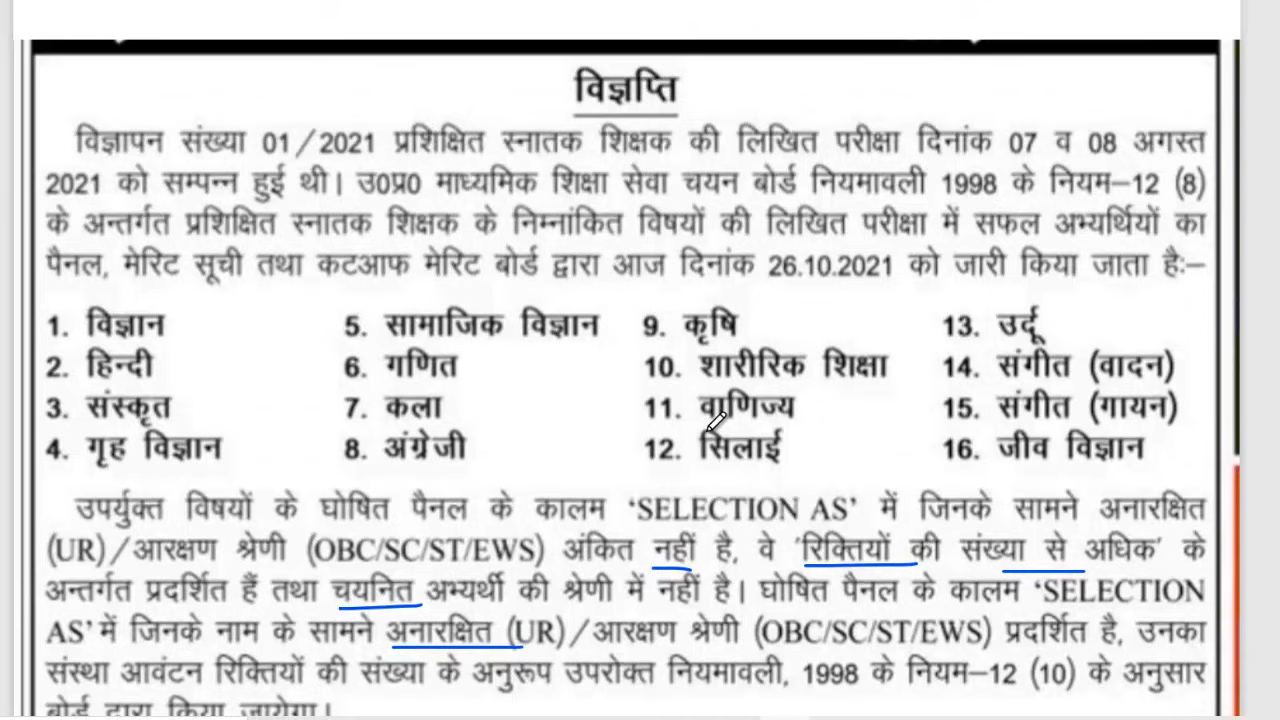 विज्ञप्ति
विज्ञापन संख्या 01/2021 प्रशिक्षित स्नातक शिक्षक की लिखित परीक्षा दिनांक 07 व 08 अगस्त
2021 को सम्पन्न हुई थी। उ0प्र0 माध्यमिक शिक्षा सेवा चयन बोर्ड नियमावली 1998 के नियम–12 (8)
के अन्तर्गत प्रशिक्षित स्नातक शिक्षक के निम्नांकित विषयों की लिखित परीक्षा में सफल अभ्यर्थियों का
पैनल, मेरिट सूची तथा कटआफ मेरिट बोर्ड द्वारा आज दिनांक 26.10.2021 को जारी किया जाता है:–
1. विज्ञान 5. सामाजिक विज्ञान 9. कृषि 13. उर्दू
2. हिन्दी 6. गणित 10. शारीरिक शिक्षा 14. संगीत (वादन)
3. संस्कृत 7. कला 11. वाणिज्य 15. संगीत (गायन)
4. गृह विज्ञान 8. अंग्रेजी 12. सिलाई 16. जीव विज्ञान
उपर्युक्त विषयों के घोषित पैनल के कालम ‘SELECTION AS’ में जिनके सामने अनारक्षित
(UR)/आरक्षण श्रेणी (OBC/SC/ST/EWS) अंकित नहीं है, वे ‘रिक्तियों की संख्या से अधिक’ के
अन्तर्गत प्रदर्शित हैं तथा चयनित अभ्यर्थी की श्रेणी में नहीं है। घोषित पैनल के कालम ‘SELECTION
AS’ में जिनके नाम के सामने अनारक्षित (UR)/आरक्षण श्रेणी (OBC/SC/ST/EWS) प्रदर्शित है, उनका
संस्था आवंटन रिक्तियों की संख्या के अनुरूप उपरोक्त नियमावली, 1998 के नियम–12 (10) के अनुसार
बोर्ड द्वारा किया जायेगा।